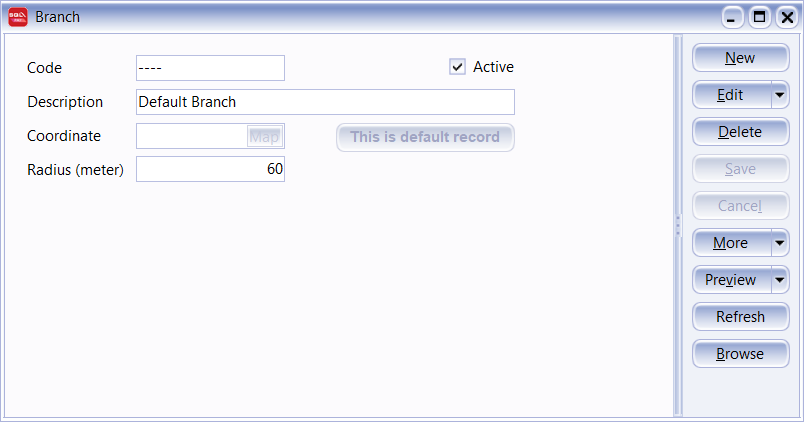 Branch
Code
----
Active
Description
Default Branch
Coordinate
Map
This is default record
Radius (meter)
60
New
Edit
Delete
Save
Cancel
More
Preview
Refresh
Browse